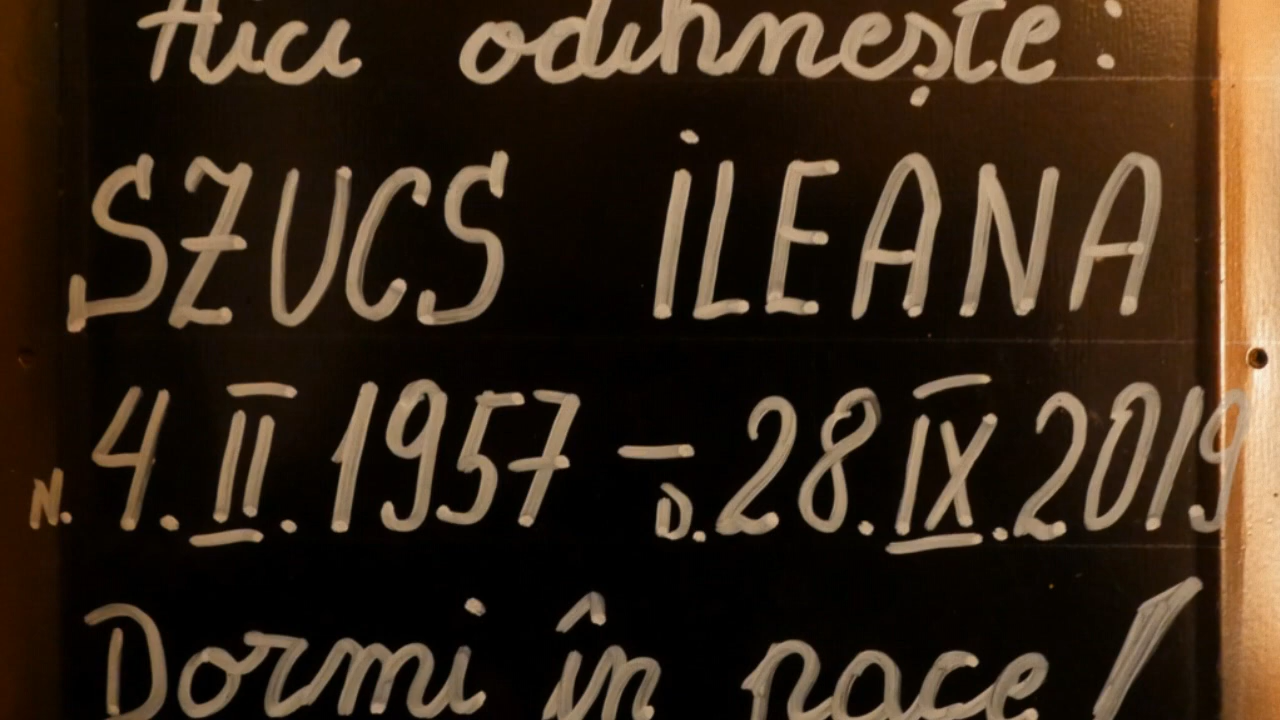 Aici odihnește:
SZUCS İLEANA
N. 4. II. 1957 – D. 28. IX. 2019
Dormi în pace!